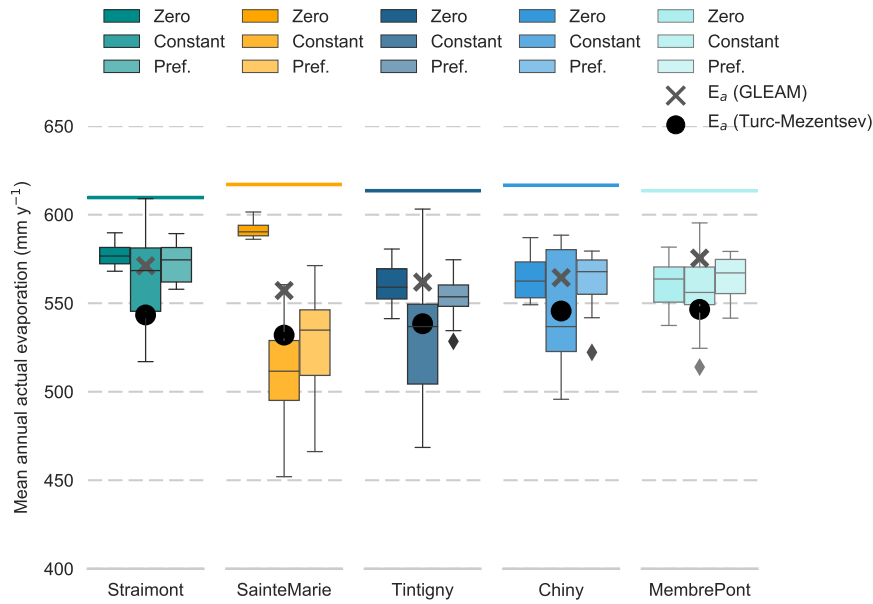 Zero Zero Zero Zero Zero
Constant Constant Constant Constant Constant
Pref. Pref. Pref. Pref. Pref.
Eₐ (GLEAM)
Eₐ (Turc-Mezentsev)
Mean annual actual evaporation (mm y⁻¹)
650
600
550
500
450
400
Straimont SainteMarie Tintigny Chiny MembrePont